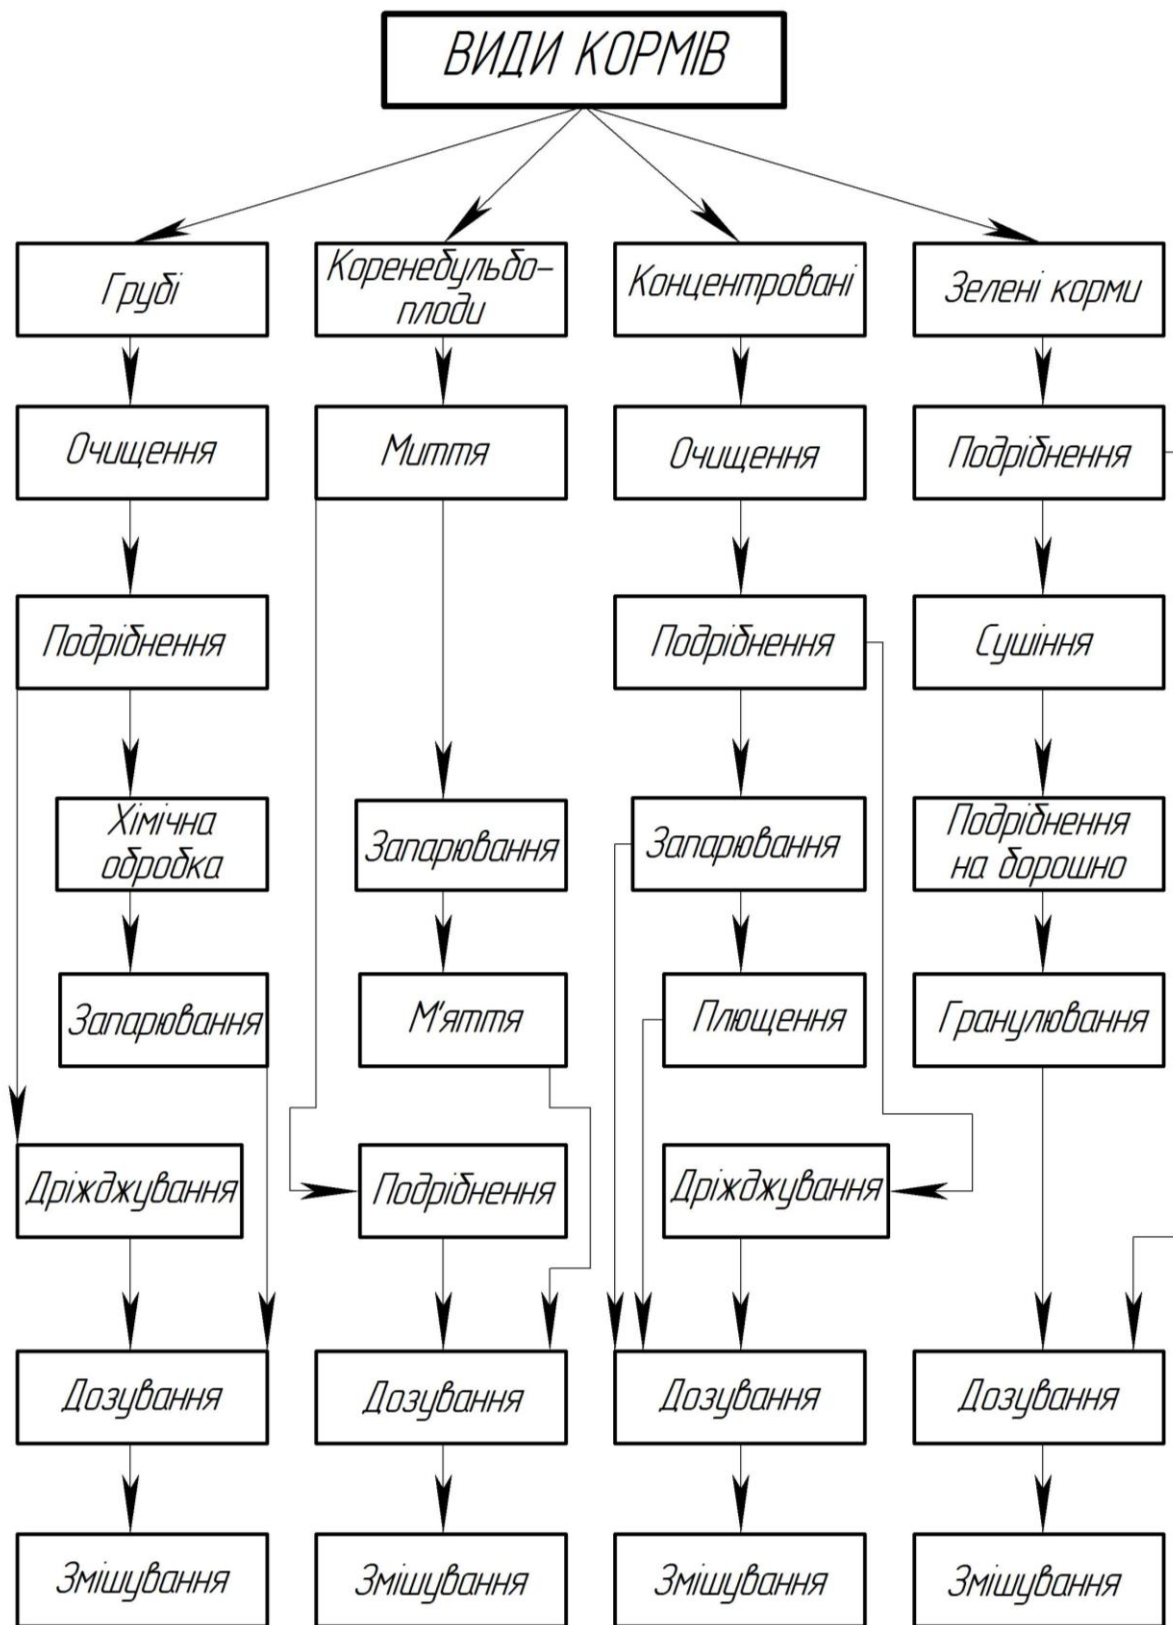 ВИДИ КОРМІВ
Грубі
Коренебульбо-
плоди
Концентровані
Зелені корми
Очищення
Миття
Очищення
Подрібнення
Подрібнення
Подрібнення
Сушіння
Хімічна
обробка
Запарювання
Запарювання
Подрібнення
на борошно
Запарювання
М'яття
Плющення
Гранулювання
Дріжджування
Подрібнення
Дріжджування
Дозування
Дозування
Дозування
Дозування
Змішування
Змішування
Змішування
Змішування